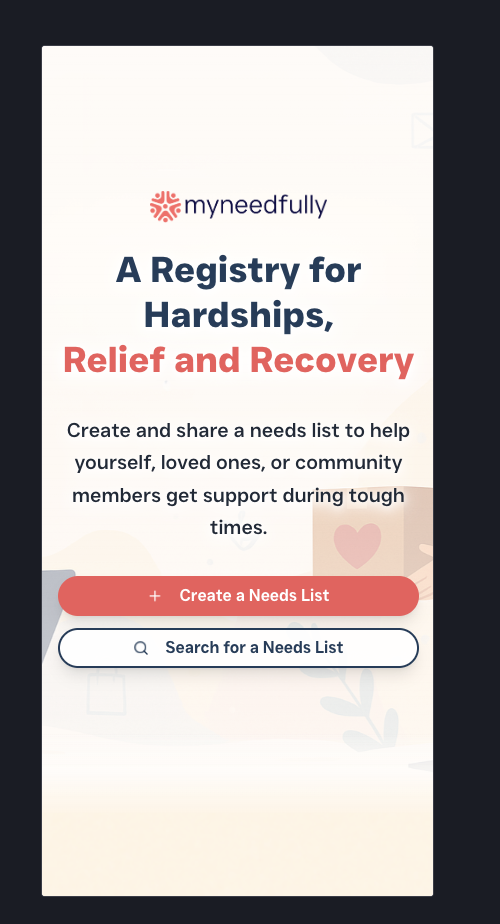 myneedfully
A Registry for
Hardships,
Relief and Recovery
Create and share a needs list to help
yourself, loved ones, or community
members get support during tough
times.
Create a Needs List
Search for a Needs List